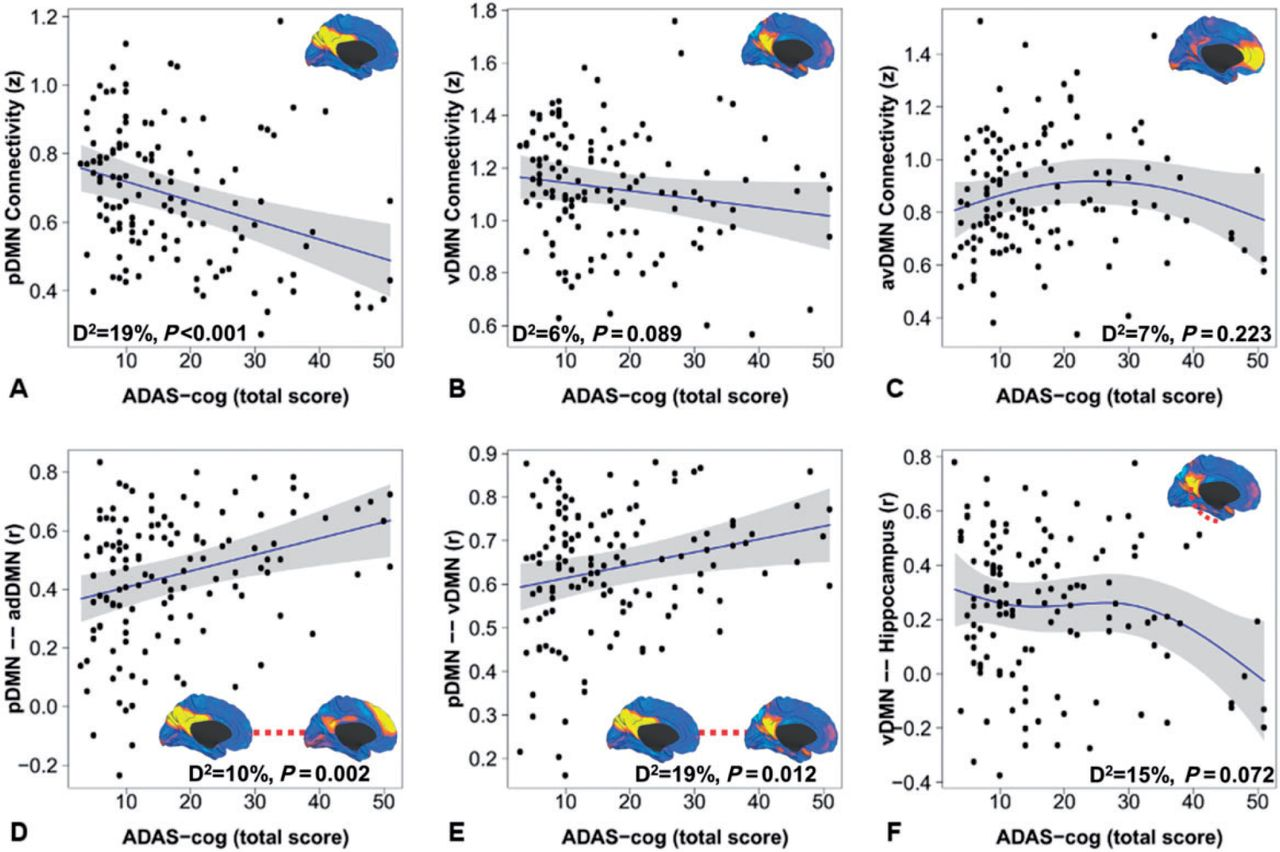 1.2
1.0
0.8
0.6
0.4
pDMN Connectivity (z)
D²=19%, P<0.001
10 20 30 40 50
A
ADAS−cog (total score)
1.8
1.6
1.4
1.2
1.0
0.8
0.6
vDMN Connectivity (z)
D²=6%, P=0.089
10 20 30 40 50
B
ADAS−cog (total score)
1.4
1.2
1.0
0.8
0.6
0.4
avDMN Connectivity (z)
D²=7%, P=0.223
10 20 30 40 50
C
ADAS−cog (total score)
0.8
0.6
0.4
0.2
0.0
−0.2
pDMN −−− adDMN (r)
D²=10%, P=0.002
10 20 30 40 50
D
ADAS−cog (total score)
0.9
0.8
0.7
0.6
0.5
0.4
0.3
0.2
pDMN −−− vDMN (r)
D²=19%, P=0.012
10 20 30 40 50
E
ADAS−cog (total score)
0.8
0.6
0.4
0.2
0.0
−0.2
−0.4
vDMN −−− Hippocampus (r)
D²=15%, P=0.072
10 20 30 40 50
F
ADAS−cog (total score)